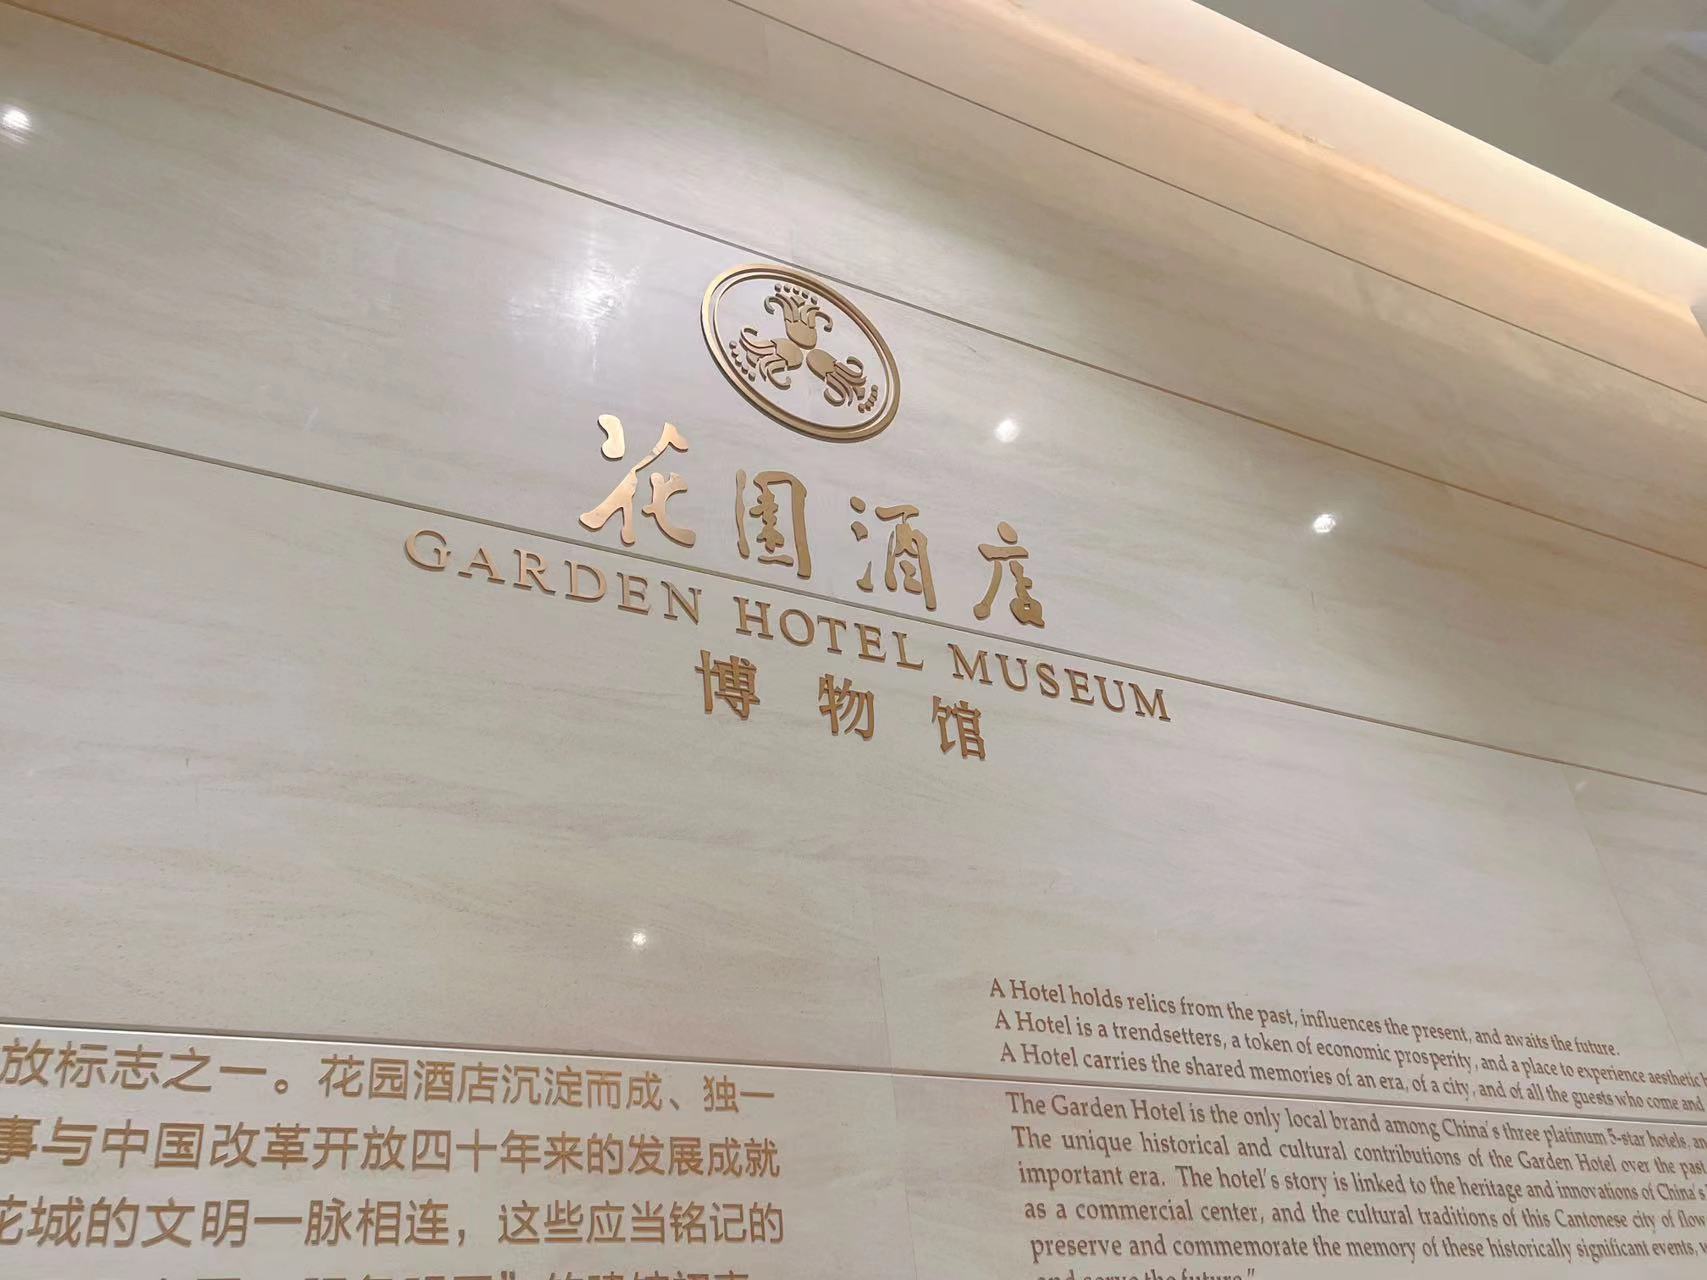 花园酒店
GARDEN HOTEL MUSEUM
博物馆
放标志之一。花园酒店沉淀而成、独一
事与中国改革开放四十年来的发展成就
花城的文明一脉相连，这些应当铭记的
A Hotel holds relics from the past, influences the present, and awaits the future.
A Hotel is a trendsetters, a token of economic prosperity, and a place to experience aesthetic
A Hotel carries the shared memories of an era, of a city, and of all the guests who come and
The Garden Hotel is the only local brand among China's three platinum 5-star hotels,
The unique historical and cultural contributions of the Garden Hotel over the past
important era. The hotel's story is linked to the heritage and innovations of China's
as a commercial center, and the cultural traditions of this Cantonese city of flow
preserve and commemorate the memory of these historically significant events,
and serve the future."